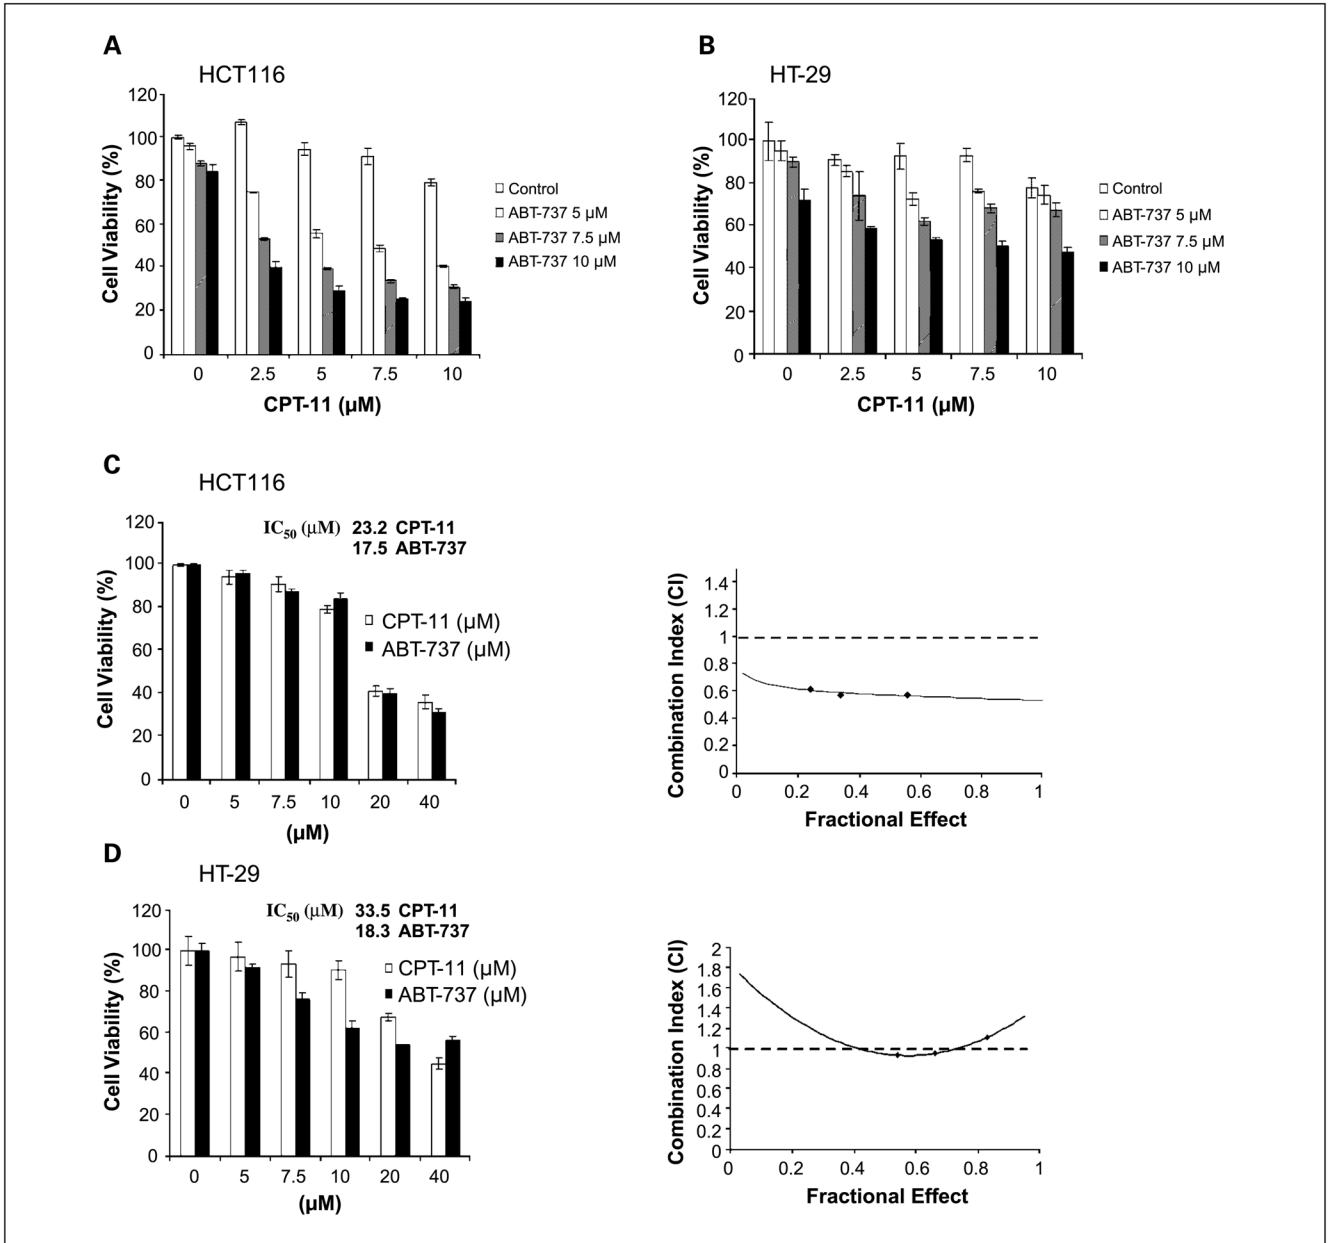 A
HCT116
120
100
80
60
40
20
0
Cell Viability (%)
0 2.5 5 7.5 10
CPT-11 (µM)
Control
ABT-737 5 µM
ABT-737 7.5 µM
ABT-737 10 µM
B
HT-29
120
100
80
60
40
20
0
Cell Viability (%)
0 2.5 5 7.5 10
CPT-11 (µM)
Control
ABT-737 5 µM
ABT-737 7.5 µM
ABT-737 10 µM
C
HCT116
IC50 (µM) 23.2 CPT-11
17.5 ABT-737
120
100
80
60
40
20
0
Cell Viability (%)
CPT-11 (µM)
ABT-737 (µM)
0 5 7.5 10 20 40
(µM)
Combination Index (CI)
1.4
1.2
1
0.8
0.6
0.4
0.2
0
0 0.2 0.4 0.6 0.8 1
Fractional Effect
D
HT-29
IC50 (µM) 33.5 CPT-11
18.3 ABT-737
120
100
80
60
40
20
0
Cell Viability (%)
CPT-11 (µM)
ABT-737 (µM)
0 5 7.5 10 20 40
(µM)
Combination Index (CI)
2
1.8
1.6
1.4
1.2
1
0.8
0.6
0.4
0.2
0
0 0.2 0.4 0.6 0.8 1
Fractional Effect